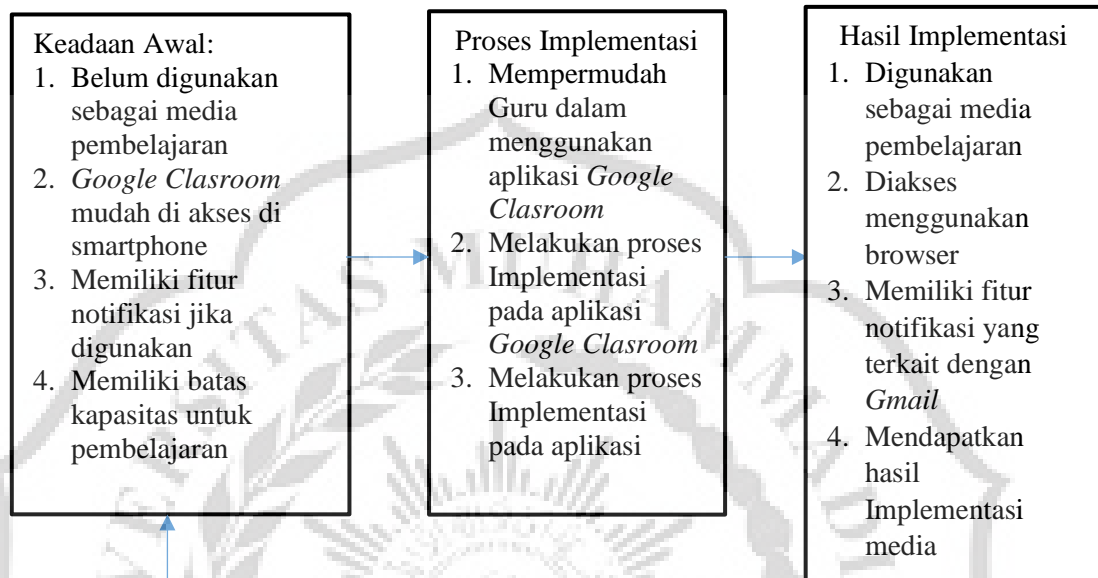 Keadaan Awal:
1. Belum digunakan
sebagai media
pembelajaran
2. Google Clasroom
mudah di akses di
smartphone
3. Memiliki fitur
notifikasi jika
digunakan
4. Memiliki batas
kapasitas untuk
pembelajaran
Proses Implementasi
1. Mempermudah
Guru dalam
menggunakan
aplikasi Google
Clasroom
2. Melakukan proses
Implementasi
pada aplikasi
Google Clasroom
3. Melakukan proses
Implementasi
pada aplikasi
Hasil Implementasi
1. Digunakan
sebagai media
pembelajaran
2. Diakses
menggunakan
browser
3. Memiliki fitur
notifikasi yang
terkait dengan
Gmail
4. Mendapatkan
hasil
Implementasi
media